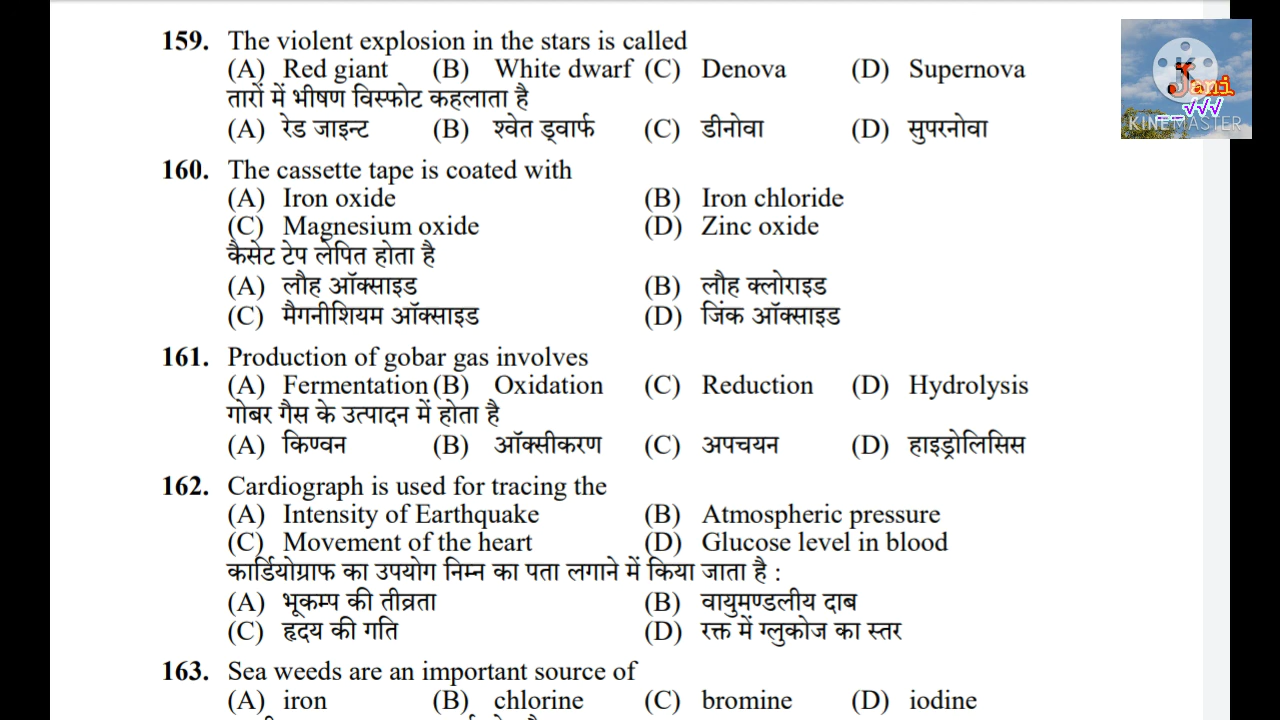 159. The violent explosion in the stars is called
(A) Red giant (B) White dwarf (C) Denova (D) Supernova
तारों में भीषण विस्फोट कहलाता है
(A) रेड जाइन्ट (B) श्वेत ड्वार्फ (C) डीनोवा (D) सुपरनोवा
160. The cassette tape is coated with
(A) Iron oxide (B) Iron chloride
(C) Magnesium oxide (D) Zinc oxide
कैसेट टेप लेपित होता है
(A) लौह ऑक्साइड (B) लौह क्लोराइड
(C) मैगनीशियम ऑक्साइड (D) जिंक ऑक्साइड
161. Production of gobar gas involves
(A) Fermentation (B) Oxidation (C) Reduction (D) Hydrolysis
गोबर गैस के उत्पादन में होता है
(A) किण्वन (B) ऑक्सीकरण (C) अपचयन (D) हाइड्रोलिसिस
162. Cardiograph is used for tracing the
(A) Intensity of Earthquake (B) Atmospheric pressure
(C) Movement of the heart (D) Glucose level in blood
कार्डियोग्राफ का उपयोग निम्न का पता लगाने में किया जाता है :
(A) भूकम्प की तीव्रता (B) वायुमण्डलीय दाब
(C) हृदय की गति (D) रक्त में ग्लुकोज का स्तर
163. Sea weeds are an important source of
(A) iron (B) chlorine (C) bromine (D) iodine
Jani
KINEMASTER